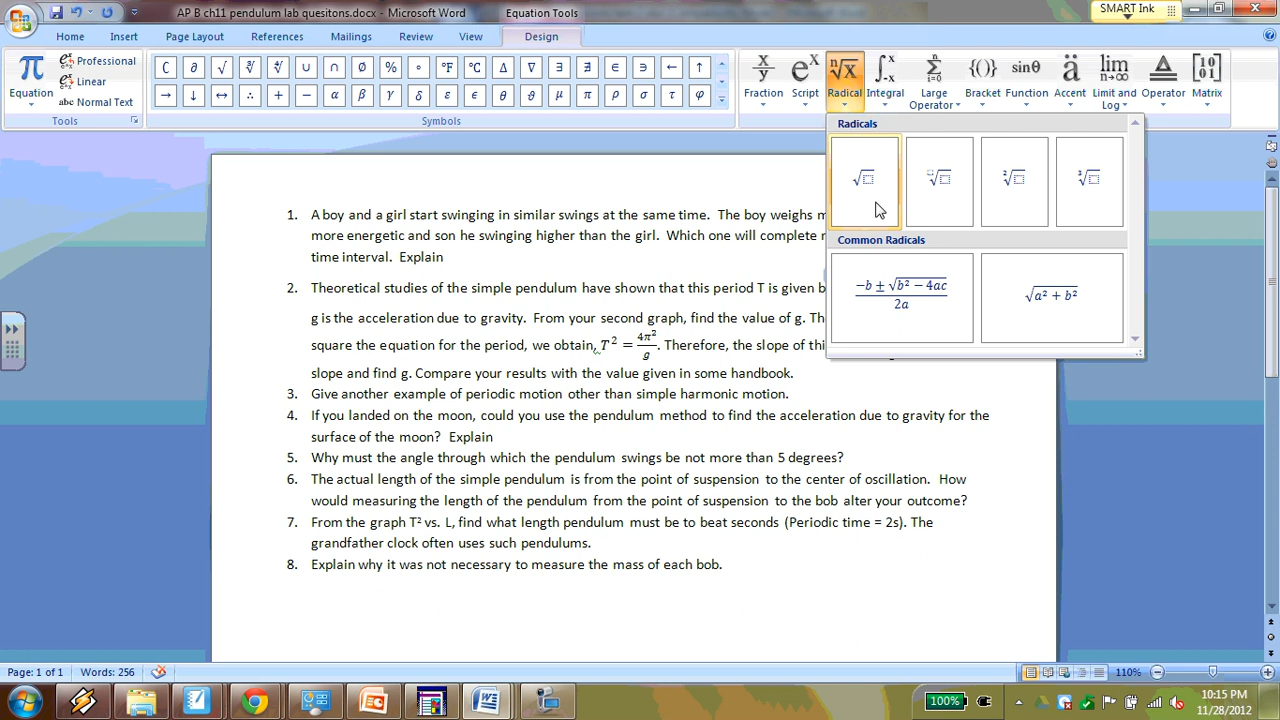 AP B ch11 pendulum lab quesitons.docx - Microsoft Word
Equation Tools
SMART Ink
Home Insert Page Layout References Mailings Review View Design
π Equation
Professional
Linear
abc Normal Text
Tools
∁ ∂ √ ∛ ∜ ∪ ∩ ∅ % ° °F °C ∆ ∇ ∃ ∄ ∈ ∋ ← ↑
→ ↓ ↔ ∴ + − α β γ δ ε ϵ θ ϑ μ π ρ σ τ φ
Symbols
x/y Fraction
eˣ Script
ⁿ√x Radical
Integral
Large Operator
{()} Bracket
sinθ Function
ä Accent
lim n→∞ Limit and Log
Operator
[10 01] Matrix
Radicals
√ √ ²√ ³√
Common Radicals
(−b ± √(b² − 4ac))/2a
√(a² + b²)
1. A boy and a girl start swinging in similar swings at the same time. The boy weighs
more energetic and son he swinging higher than the girl. Which one will complete
time interval. Explain
2. Theoretical studies of the simple pendulum have shown that this period T is given
g is the acceleration due to gravity. From your second graph, find the value of g.
square the equation for the period, we obtain, T² = 4π²/g. Therefore, the slope of
slope and find g. Compare your results with the value given in some handbook.
3. Give another example of periodic motion other than simple harmonic motion.
4. If you landed on the moon, could you use the pendulum method to find the acceleration due to gravity for the
surface of the moon? Explain
5. Why must the angle through which the pendulum swings be not more than 5 degrees?
6. The actual length of the simple pendulum is from the point of suspension to the center of oscillation. How
would measuring the length of the pendulum from the point of suspension to the bob alter your outcome?
7. From the graph T² vs. L, find what length pendulum must be to beat seconds (Periodic time = 2s). The
grandfather clock often uses such pendulums.
8. Explain why it was not necessary to measure the mass of each bob.
Page: 1 of 1 Words: 256
110%
100%
10:15 PM
11/28/2012